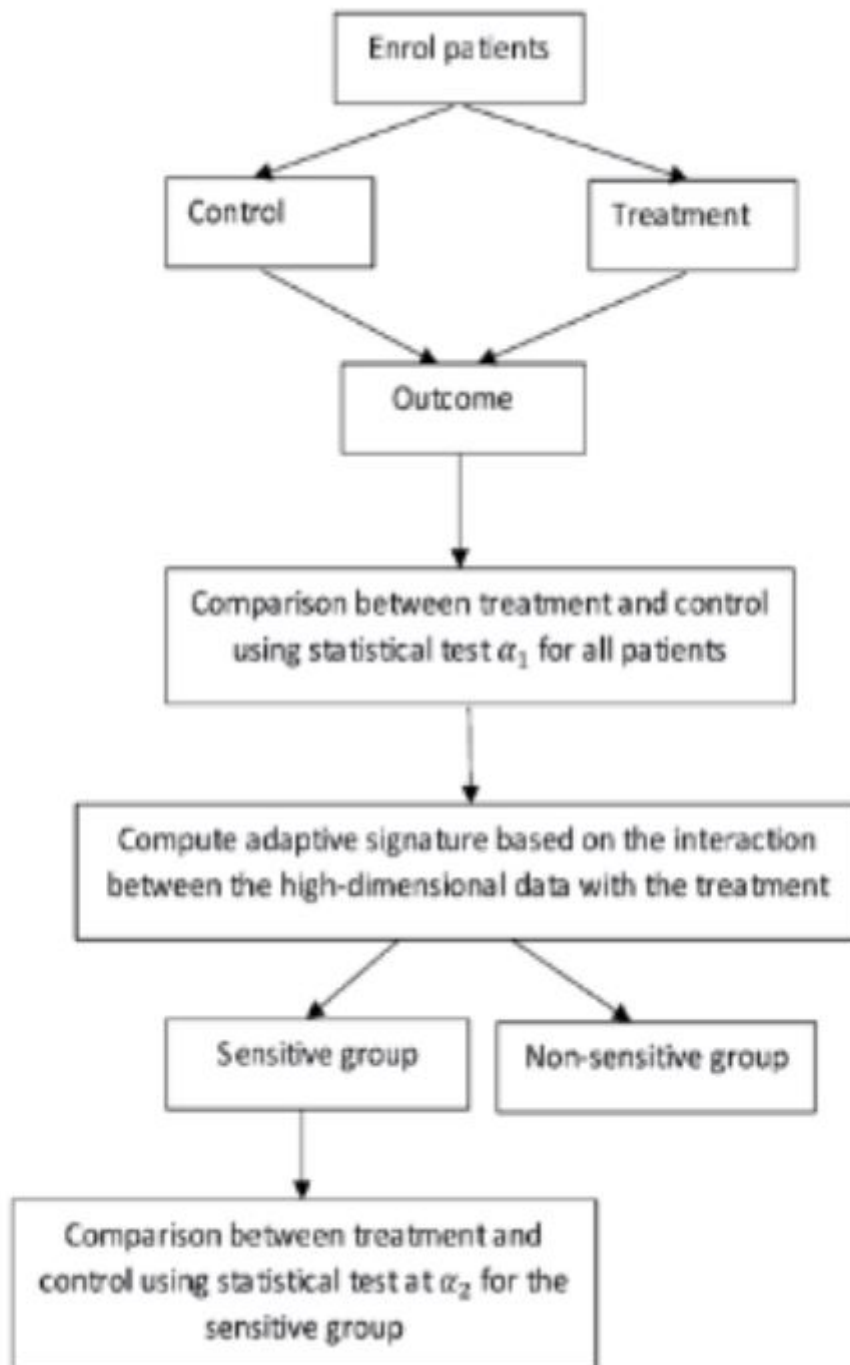 Enrol patients
Control
Treatment
Outcome
Comparison between treatment and control
using statistical test α₁ for all patients
Compute adaptive signature based on the interaction
between the high-dimensional data with the treatment
Sensitive group
Non-sensitive group
Comparison between treatment and
control using statistical test at α₂ for the
sensitive group